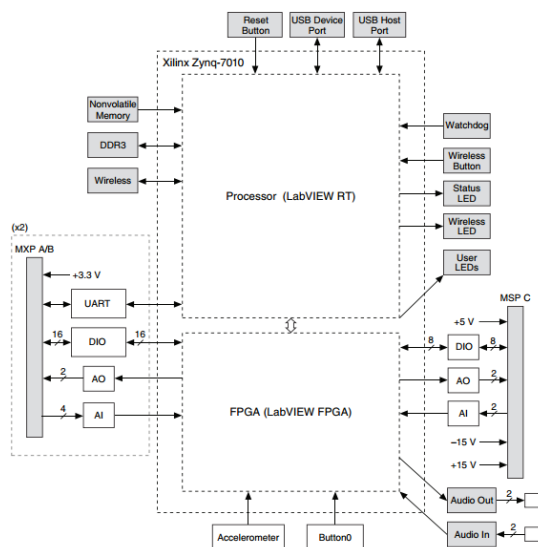 Reset
Button
USB Device
Port
USB Host
Port
Xilinx Zynq-7010
Nonvolatile
Memory
DDR3
Wireless
Processor (LabVIEW RT)
Watchdog
Wireless
Button
Status
LED
Wireless
LED
User
LEDs
(x2)
MXP A/B
+3.3 V
UART
16
DIO
16
2
AO
4
AI
FPGA (LabVIEW FPGA)
MSP C
+5 V
8
DIO
8
AO
2
AI
2
–15 V
+15 V
Audio Out
2
Audio In
2
Accelerometer
Button0